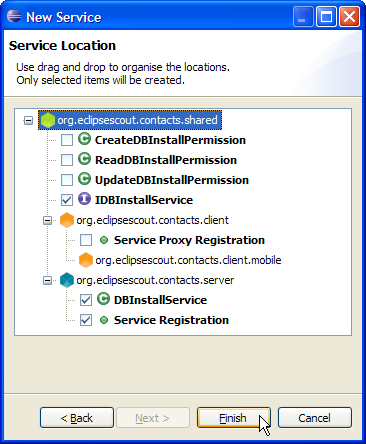 New Service
Service Location
Use drag and drop to organise the locations.
Only selected items will be created.
org.eclipsescout.contacts.shared
C CreateDBInstallPermission
C ReadDBInstallPermission
C UpdateDBInstallPermission
I IDBInstallService
org.eclipsescout.contacts.client
Service Proxy Registration
org.eclipsescout.contacts.client.mobile
org.eclipsescout.contacts.server
C DBInstallService
Service Registration
< Back Next > Finish Cancel